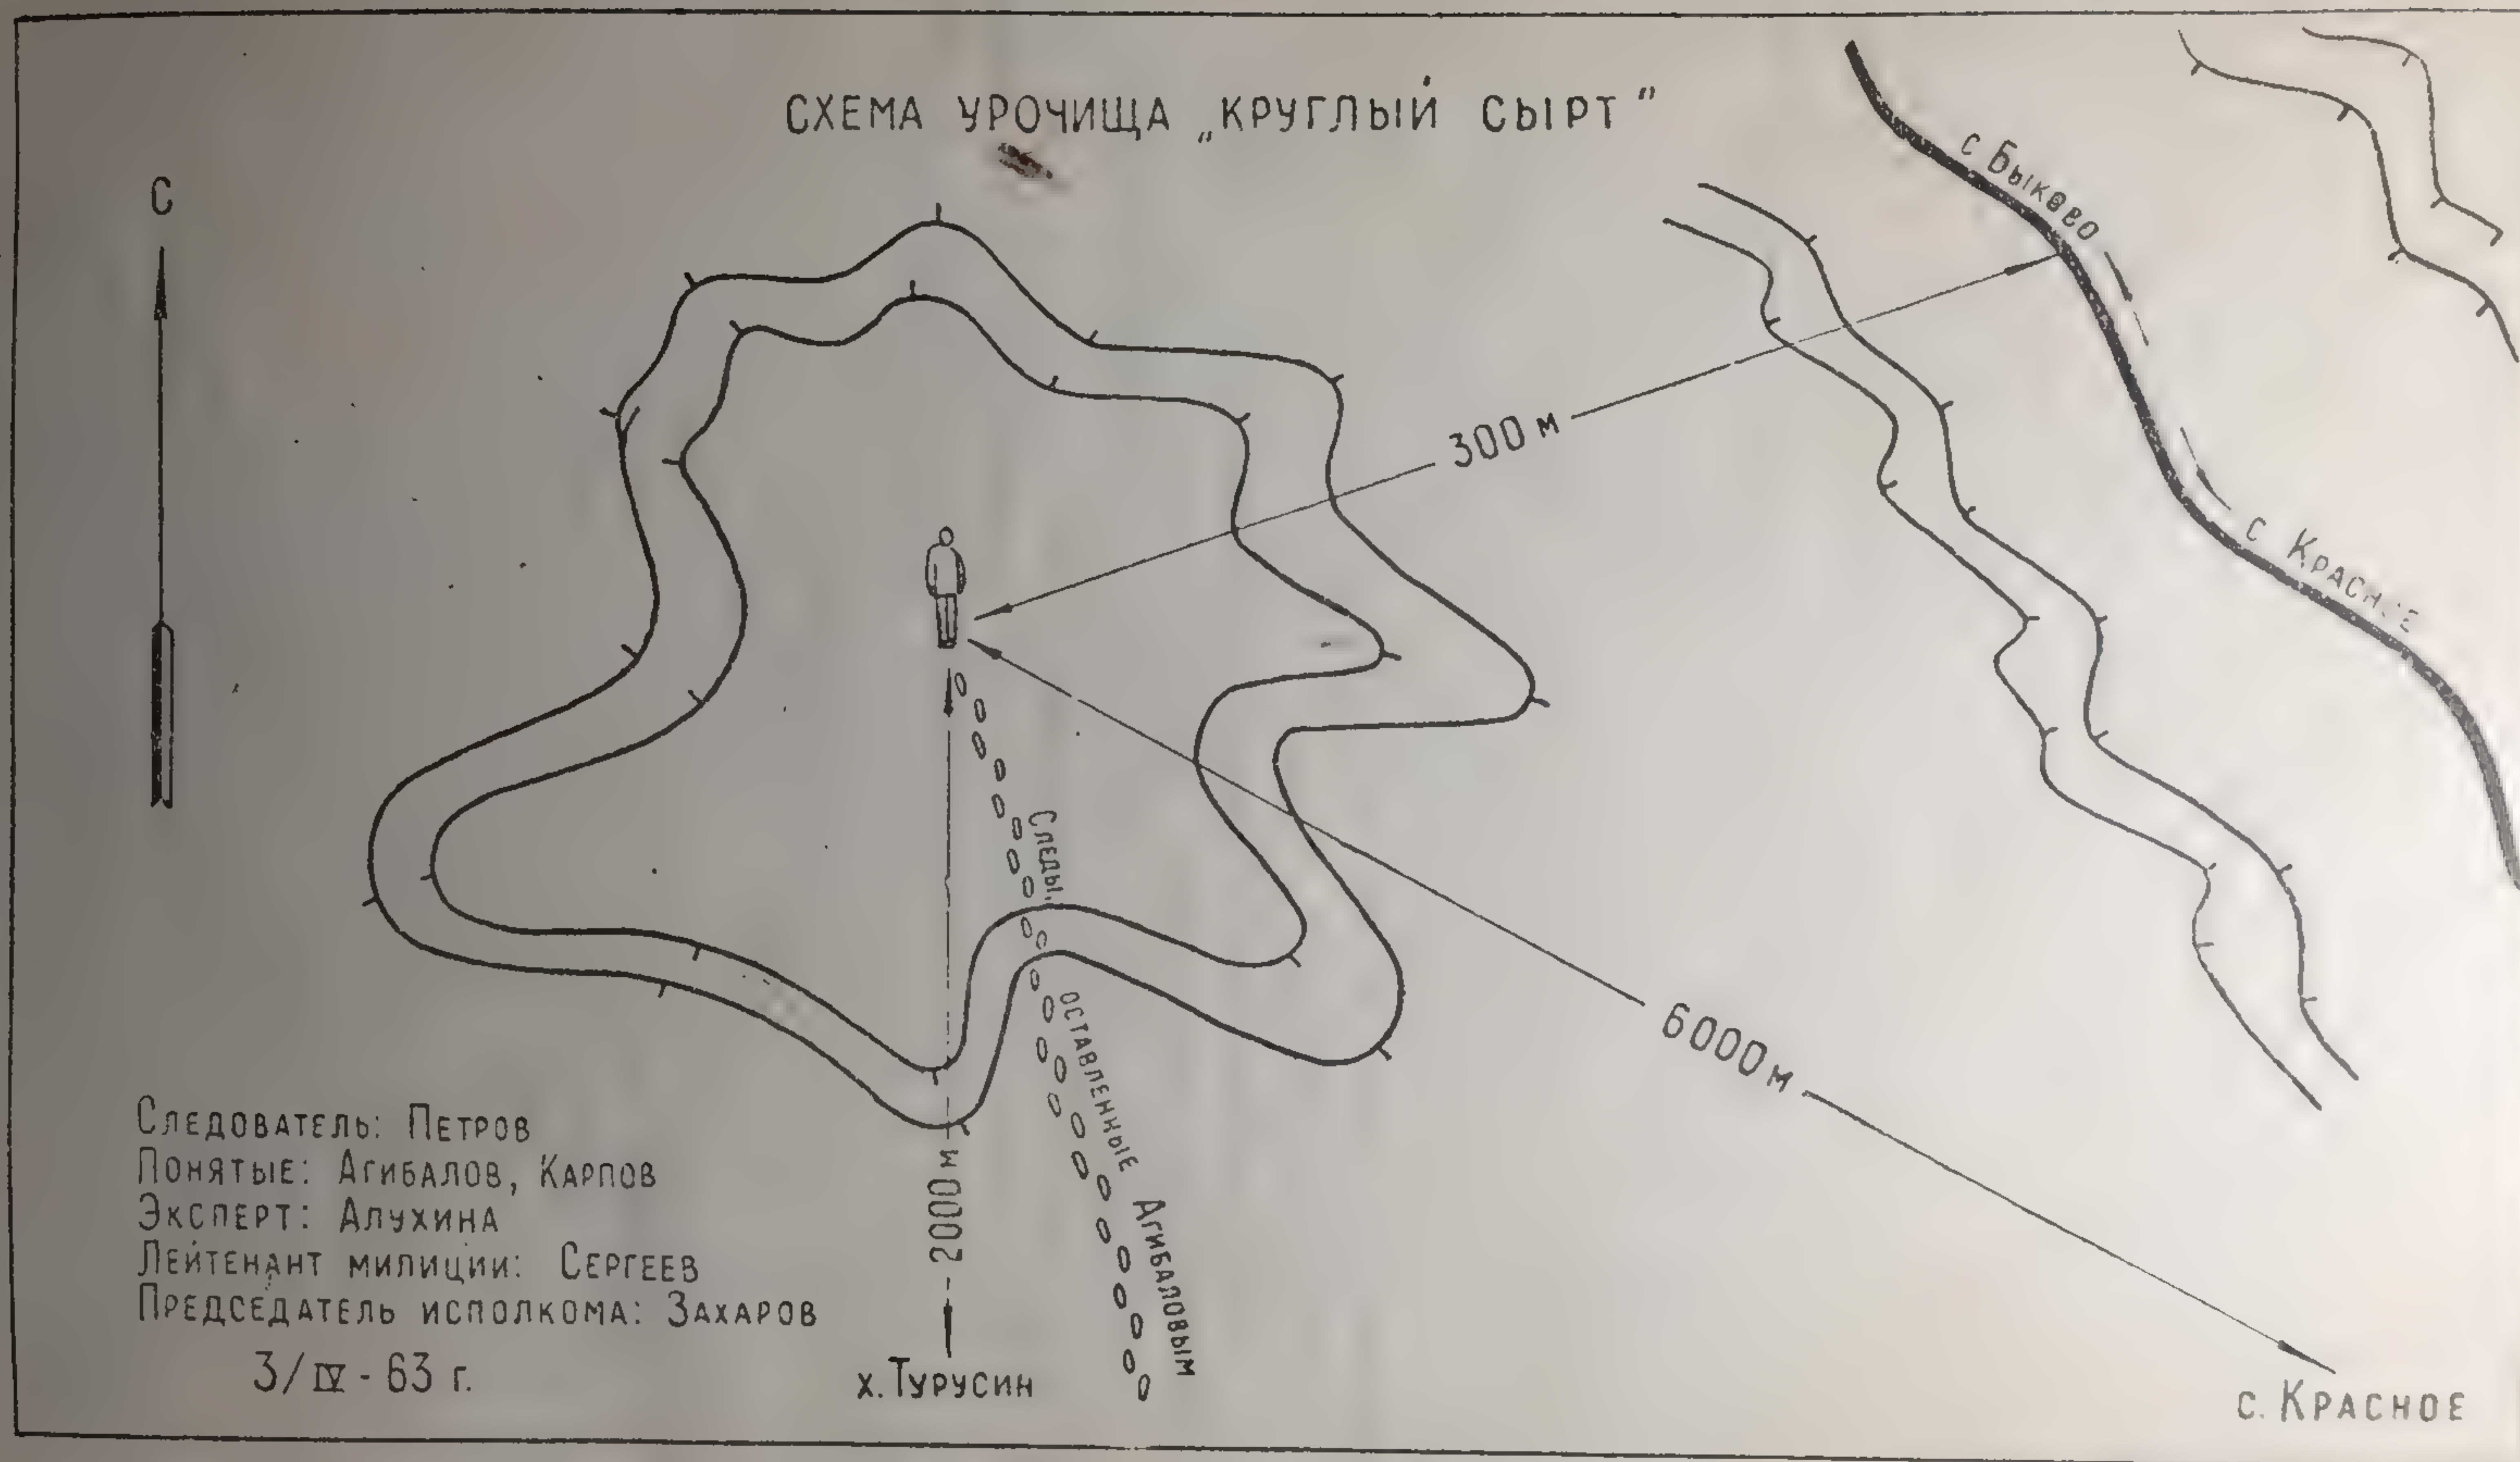 СХЕМА УРОЧИЩА „КРУГЛЫЙ СЫРТ"
С
с Быково
300 м
с Красное
Следы,
оставленные Агибаловым
6000 м
2000 м
Следователь: Петров
Понятые: Агибалов, Карпов
Эксперт: Алухина
Лейтенант милиции: Сергеев
Председатель исполкома: Захаров
3/IV - 63 г.
х. Турусин
с. Красное